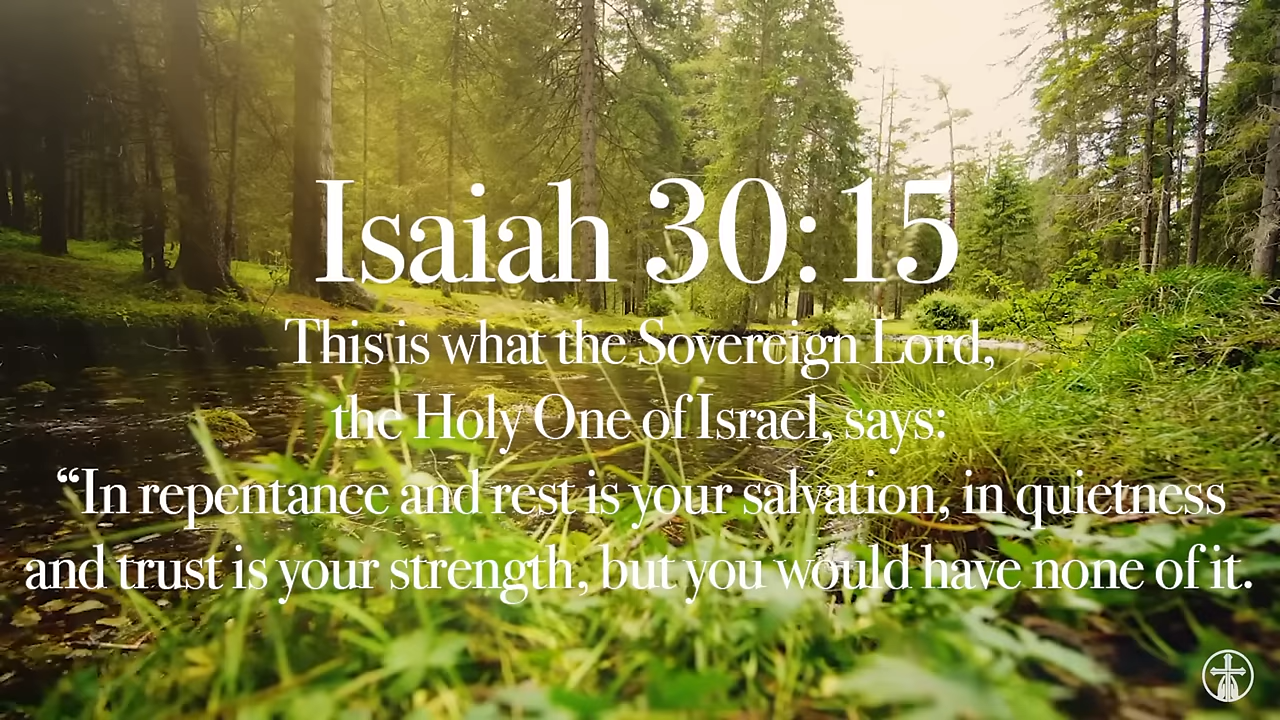 Isaiah 30:15
This is what the Sovereign Lord,
the Holy One of Israel, says:
“In repentance and rest is your salvation, in quietness
and trust is your strength, but you would have none of it.